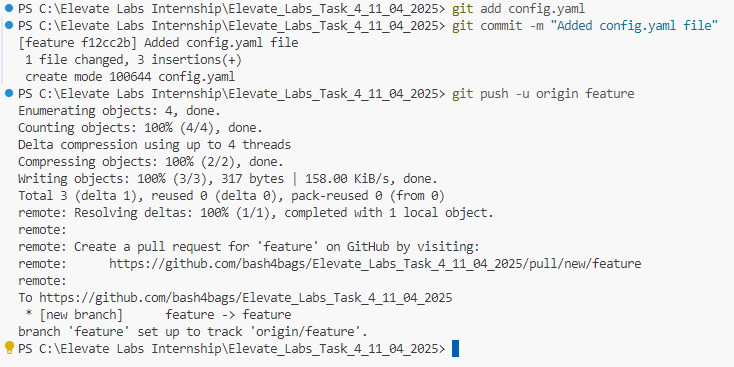 PS C:\Elevate Labs Internship\Elevate_Labs_Task_4_11_04_2025> git add config.yaml
PS C:\Elevate Labs Internship\Elevate_Labs_Task_4_11_04_2025> git commit -m "Added config.yaml file"
[feature f12cc2b] Added config.yaml file
 1 file changed, 3 insertions(+)
 create mode 100644 config.yaml
PS C:\Elevate Labs Internship\Elevate_Labs_Task_4_11_04_2025> git push -u origin feature
Enumerating objects: 4, done.
Counting objects: 100% (4/4), done.
Delta compression using up to 4 threads
Compressing objects: 100% (2/2), done.
Writing objects: 100% (3/3), 317 bytes | 158.00 KiB/s, done.
Total 3 (delta 1), reused 0 (delta 0), pack-reused 0 (from 0)
remote: Resolving deltas: 100% (1/1), completed with 1 local object.
remote:
remote: Create a pull request for 'feature' on GitHub by visiting:
remote:      https://github.com/bash4bags/Elevate_Labs_Task_4_11_04_2025/pull/new/feature
remote:
To https://github.com/bash4bags/Elevate_Labs_Task_4_11_04_2025
 * [new branch]      feature -> feature
branch 'feature' set up to track 'origin/feature'.
PS C:\Elevate Labs Internship\Elevate_Labs_Task_4_11_04_2025>